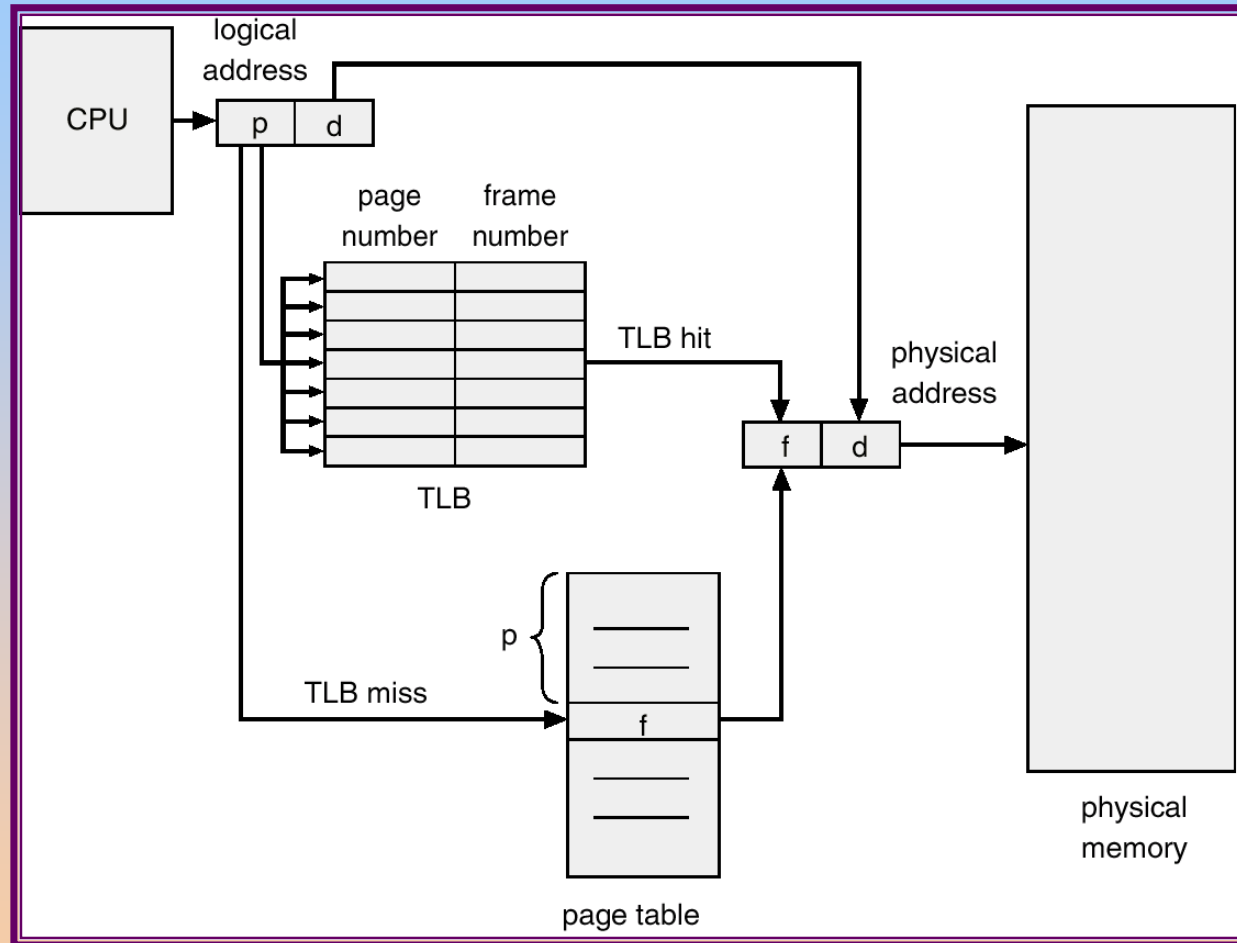 logical
address
CPU
p
d
page
number
frame
number
TLB hit
physical
address
f
d
TLB
p
TLB miss
f
physical
memory
page table